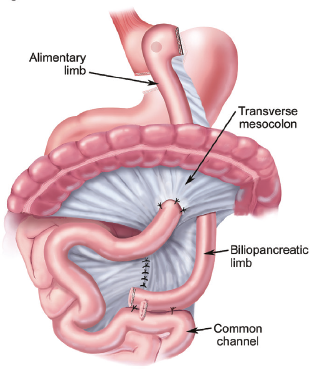 Alimentary
limb
Transverse
mesocolon
Biliopancreatic
limb
Common
channel